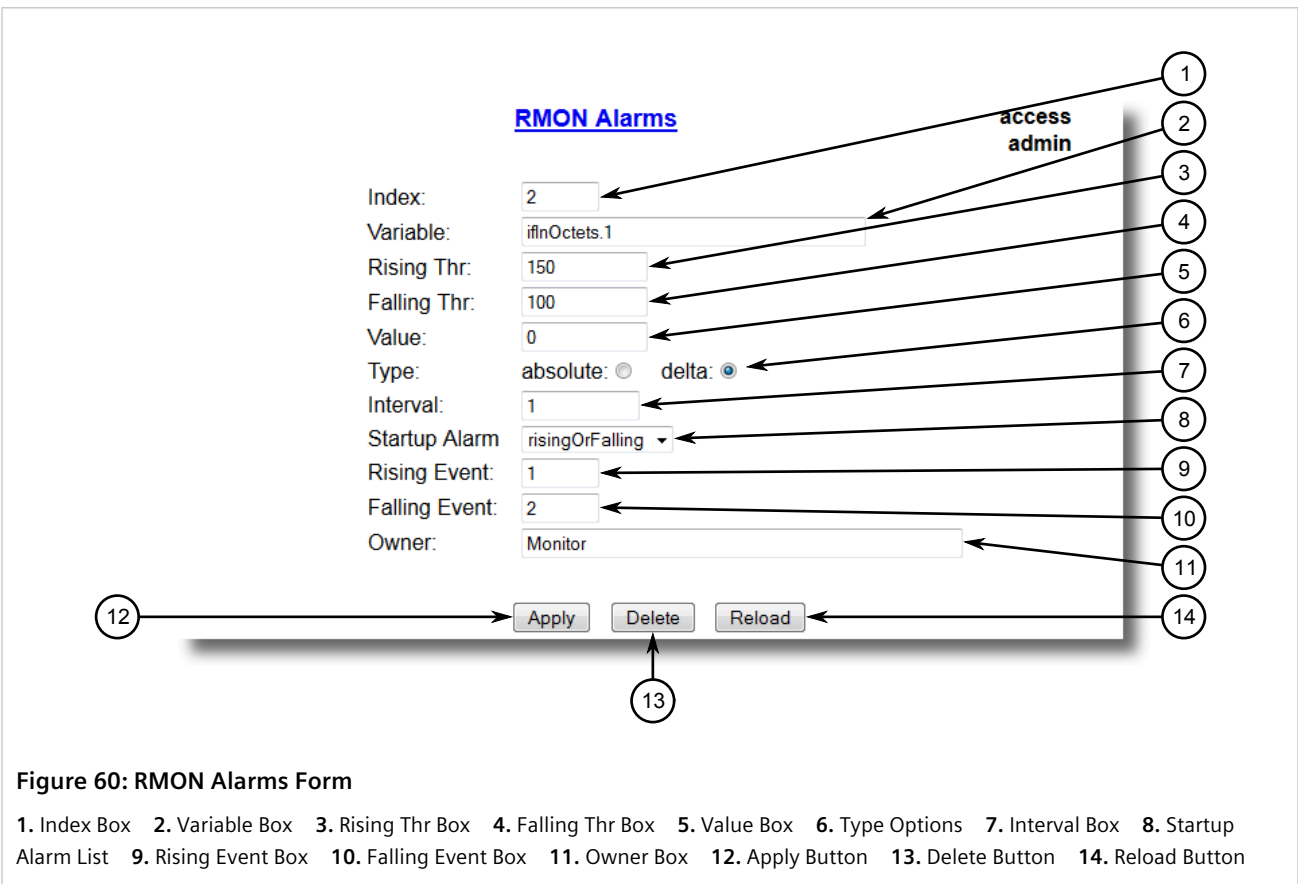 1
RMON Alarms
access
admin
2
3
Index: 2
Variable: ifInOctets.1
4
Rising Thr: 150
5
Falling Thr: 100
6
Value: 0
Type: absolute: delta:
7
Interval: 1
8
Startup Alarm risingOrFalling
Rising Event: 1
9
Falling Event: 2
10
Owner: Monitor
11
12
Apply Delete Reload
14
13
Figure 60: RMON Alarms Form
1. Index Box 2. Variable Box 3. Rising Thr Box 4. Falling Thr Box 5. Value Box 6. Type Options 7. Interval Box 8. Startup
Alarm List 9. Rising Event Box 10. Falling Event Box 11. Owner Box 12. Apply Button 13. Delete Button 14. Reload Button